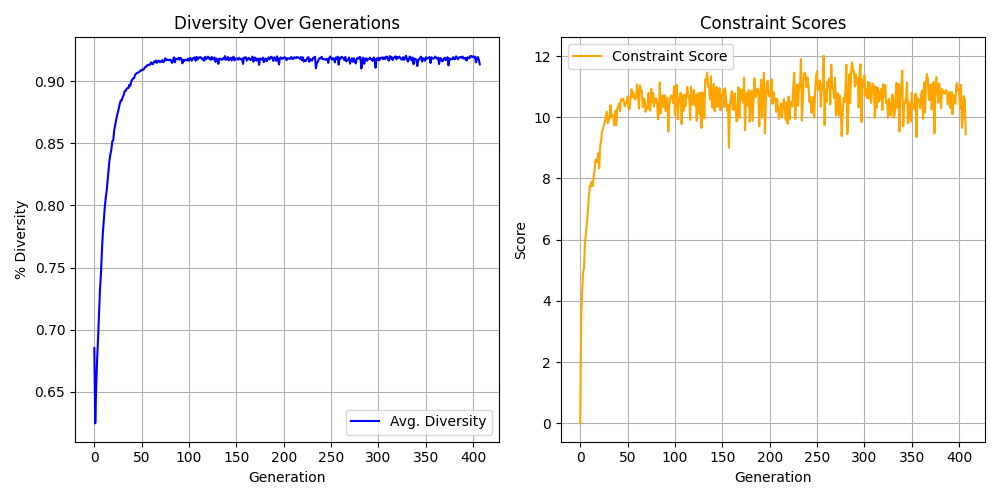 Diversity Over Generations
% Diversity
0.90
0.85
0.80
0.75
0.70
0.65
Avg. Diversity
0 50 100 150 200 250 300 350 400
Generation
Constraint Scores
Score
12
10
8
6
4
2
0
Constraint Score
0 50 100 150 200 250 300 350 400
Generation